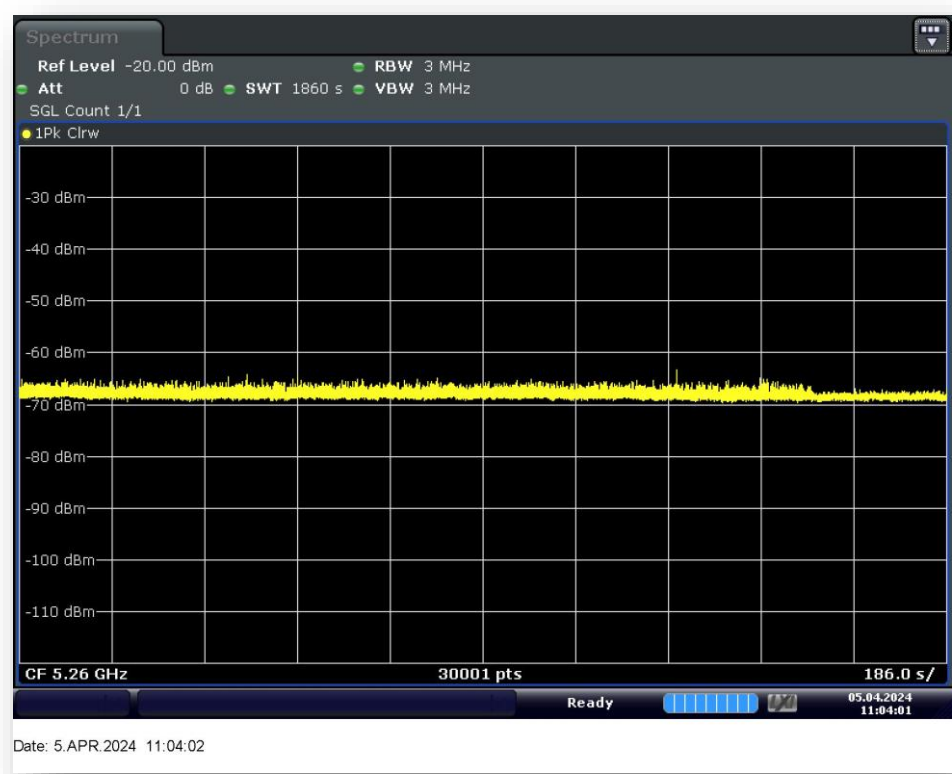 Spectrum
Ref Level -20.00 dBm RBW 3 MHz
Att 0 dB SWT 1860 s VBW 3 MHz
SGL Count 1/1
1Pk Clrw
-30 dBm
-40 dBm
-50 dBm
-60 dBm
-70 dBm
-80 dBm
-90 dBm
-100 dBm
-110 dBm
CF 5.26 GHz 30001 pts 186.0 s/
Ready LXI 05.04.2024
11:04:01
Date: 5.APR.2024 11:04:02